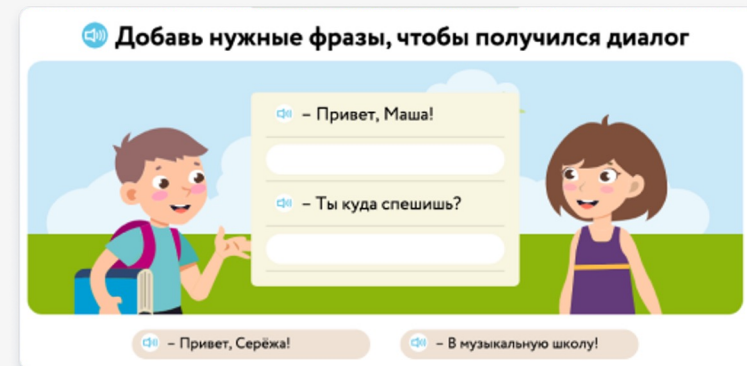 Добавь нужные фразы, чтобы получился диалог
– Привет, Маша!
– Ты куда спешишь?
– Привет, Серёжа!
– В музыкальную школу!